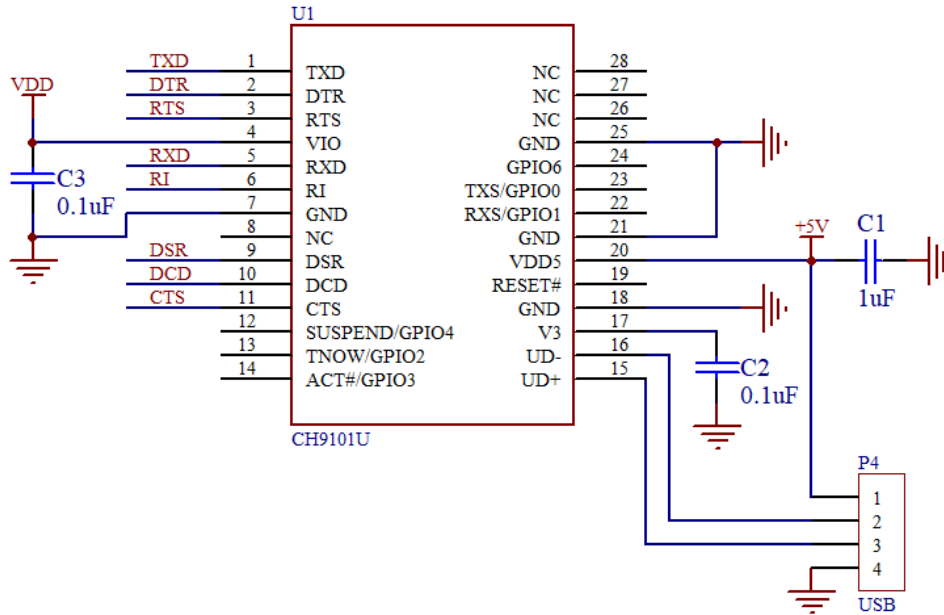 U1
TXD 1 TXD NC 28
DTR 2 DTR NC 27
VDD
RTS 3 RTS NC 26
4 VIO GND 25
RXD 5 RXD GPIO6 24
C3
RI 6 RI TXS/GPIO0 23
0.1uF
7 GND RXS/GPIO1 22
8 NC GND 21
+5V C1
DSR 9 DSR VDD5 20
DCD 10 DCD RESET# 19
1uF
CTS 11 CTS GND 18
12 SUSPEND/GPIO4 V3 17
13 TNOW/GPIO2 UD- 16
C2
14 ACT#/GPIO3 UD+ 15
0.1uF
CH9101U
P4
1
2
3
4
USB